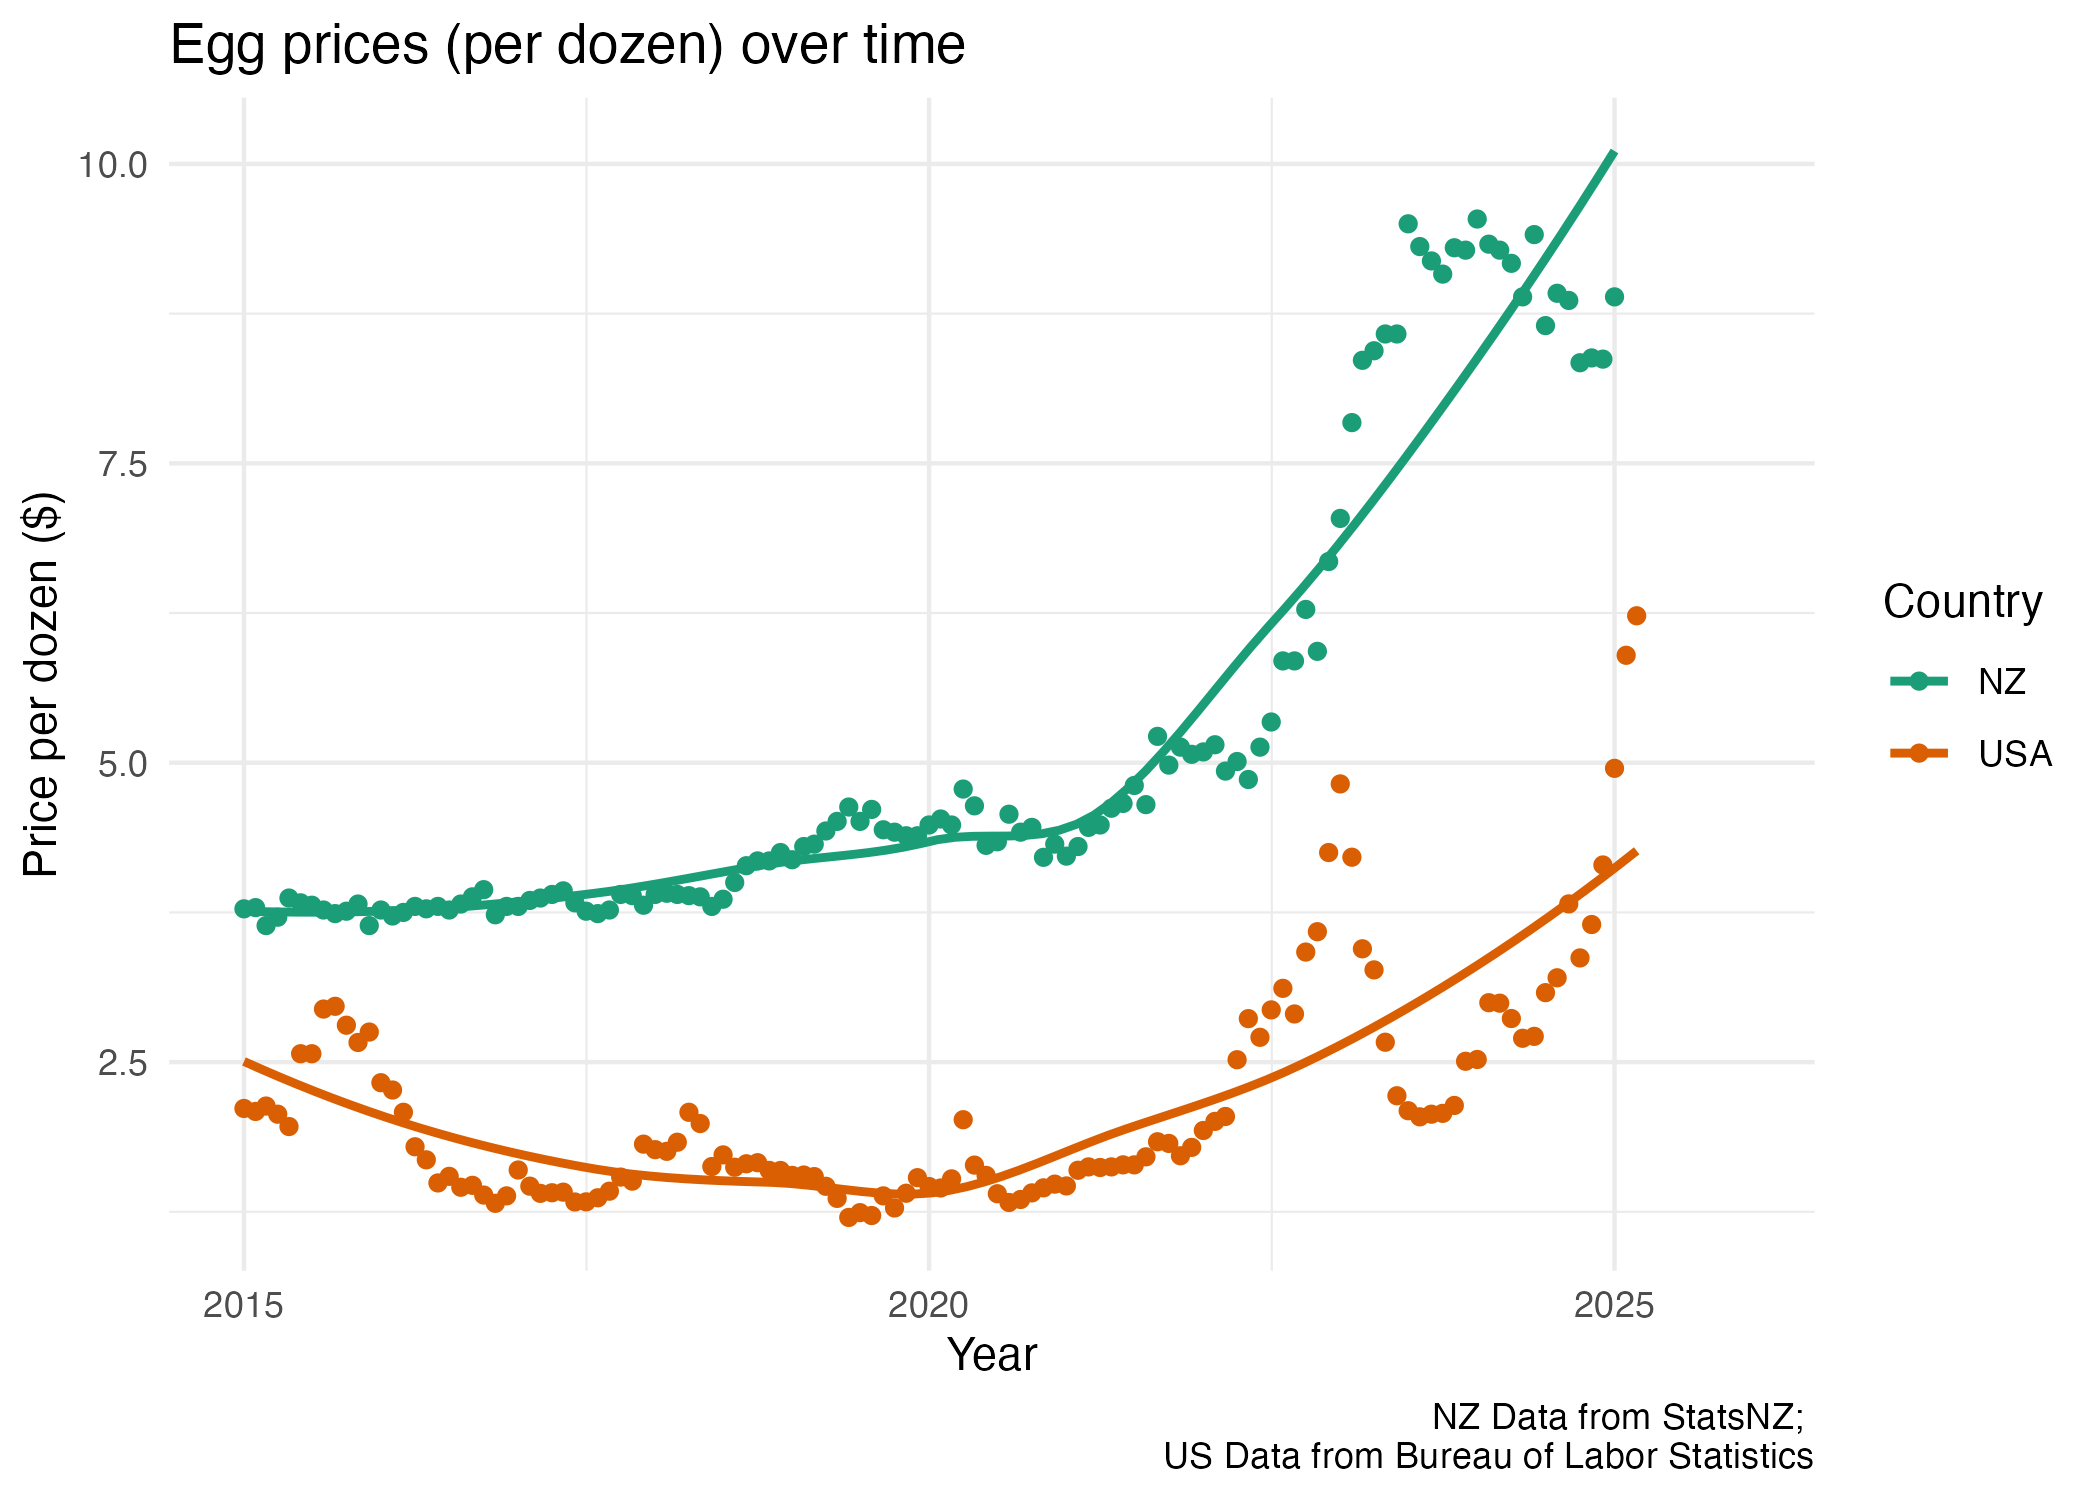 Egg prices (per dozen) over time
Price per dozen ($)
10.0
7.5
5.0
2.5
2015
2020
2025
Year
Country
NZ
USA
NZ Data from StatsNZ;
US Data from Bureau of Labor Statistics